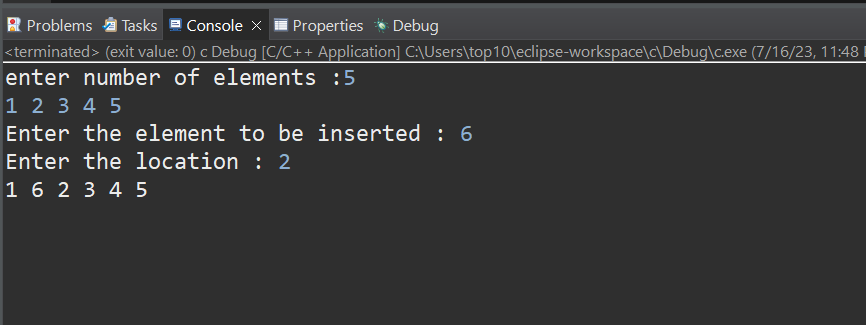 Problems Tasks Console Properties Debug
<terminated> (exit value: 0) c Debug [C/C++ Application] C:\Users\top10\eclipse-workspace\c\Debug\c.exe (7/16/23, 11:48
enter number of elements :5
1 2 3 4 5
Enter the element to be inserted : 6
Enter the location : 2
1 6 2 3 4 5